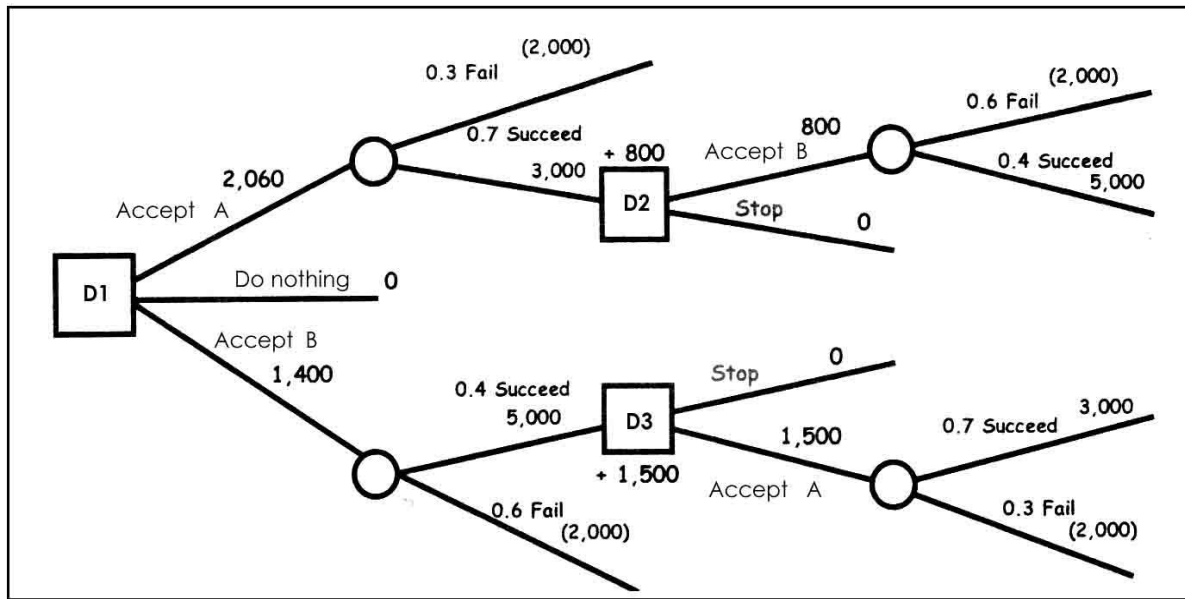 (2,000)
0.3 Fail
0.7 Succeed
3,000
2,060
Accept A
+ 800
D2
Accept B
800
(2,000)
0.6 Fail
0.4 Succeed
5,000
Stop
0
D1
Do nothing
0
Accept B
1,400
0.4 Succeed
5,000
0.6 Fail
(2,000)
D3
+ 1,500
Stop
0
1,500
Accept A
0.7 Succeed
3,000
0.3 Fail
(2,000)